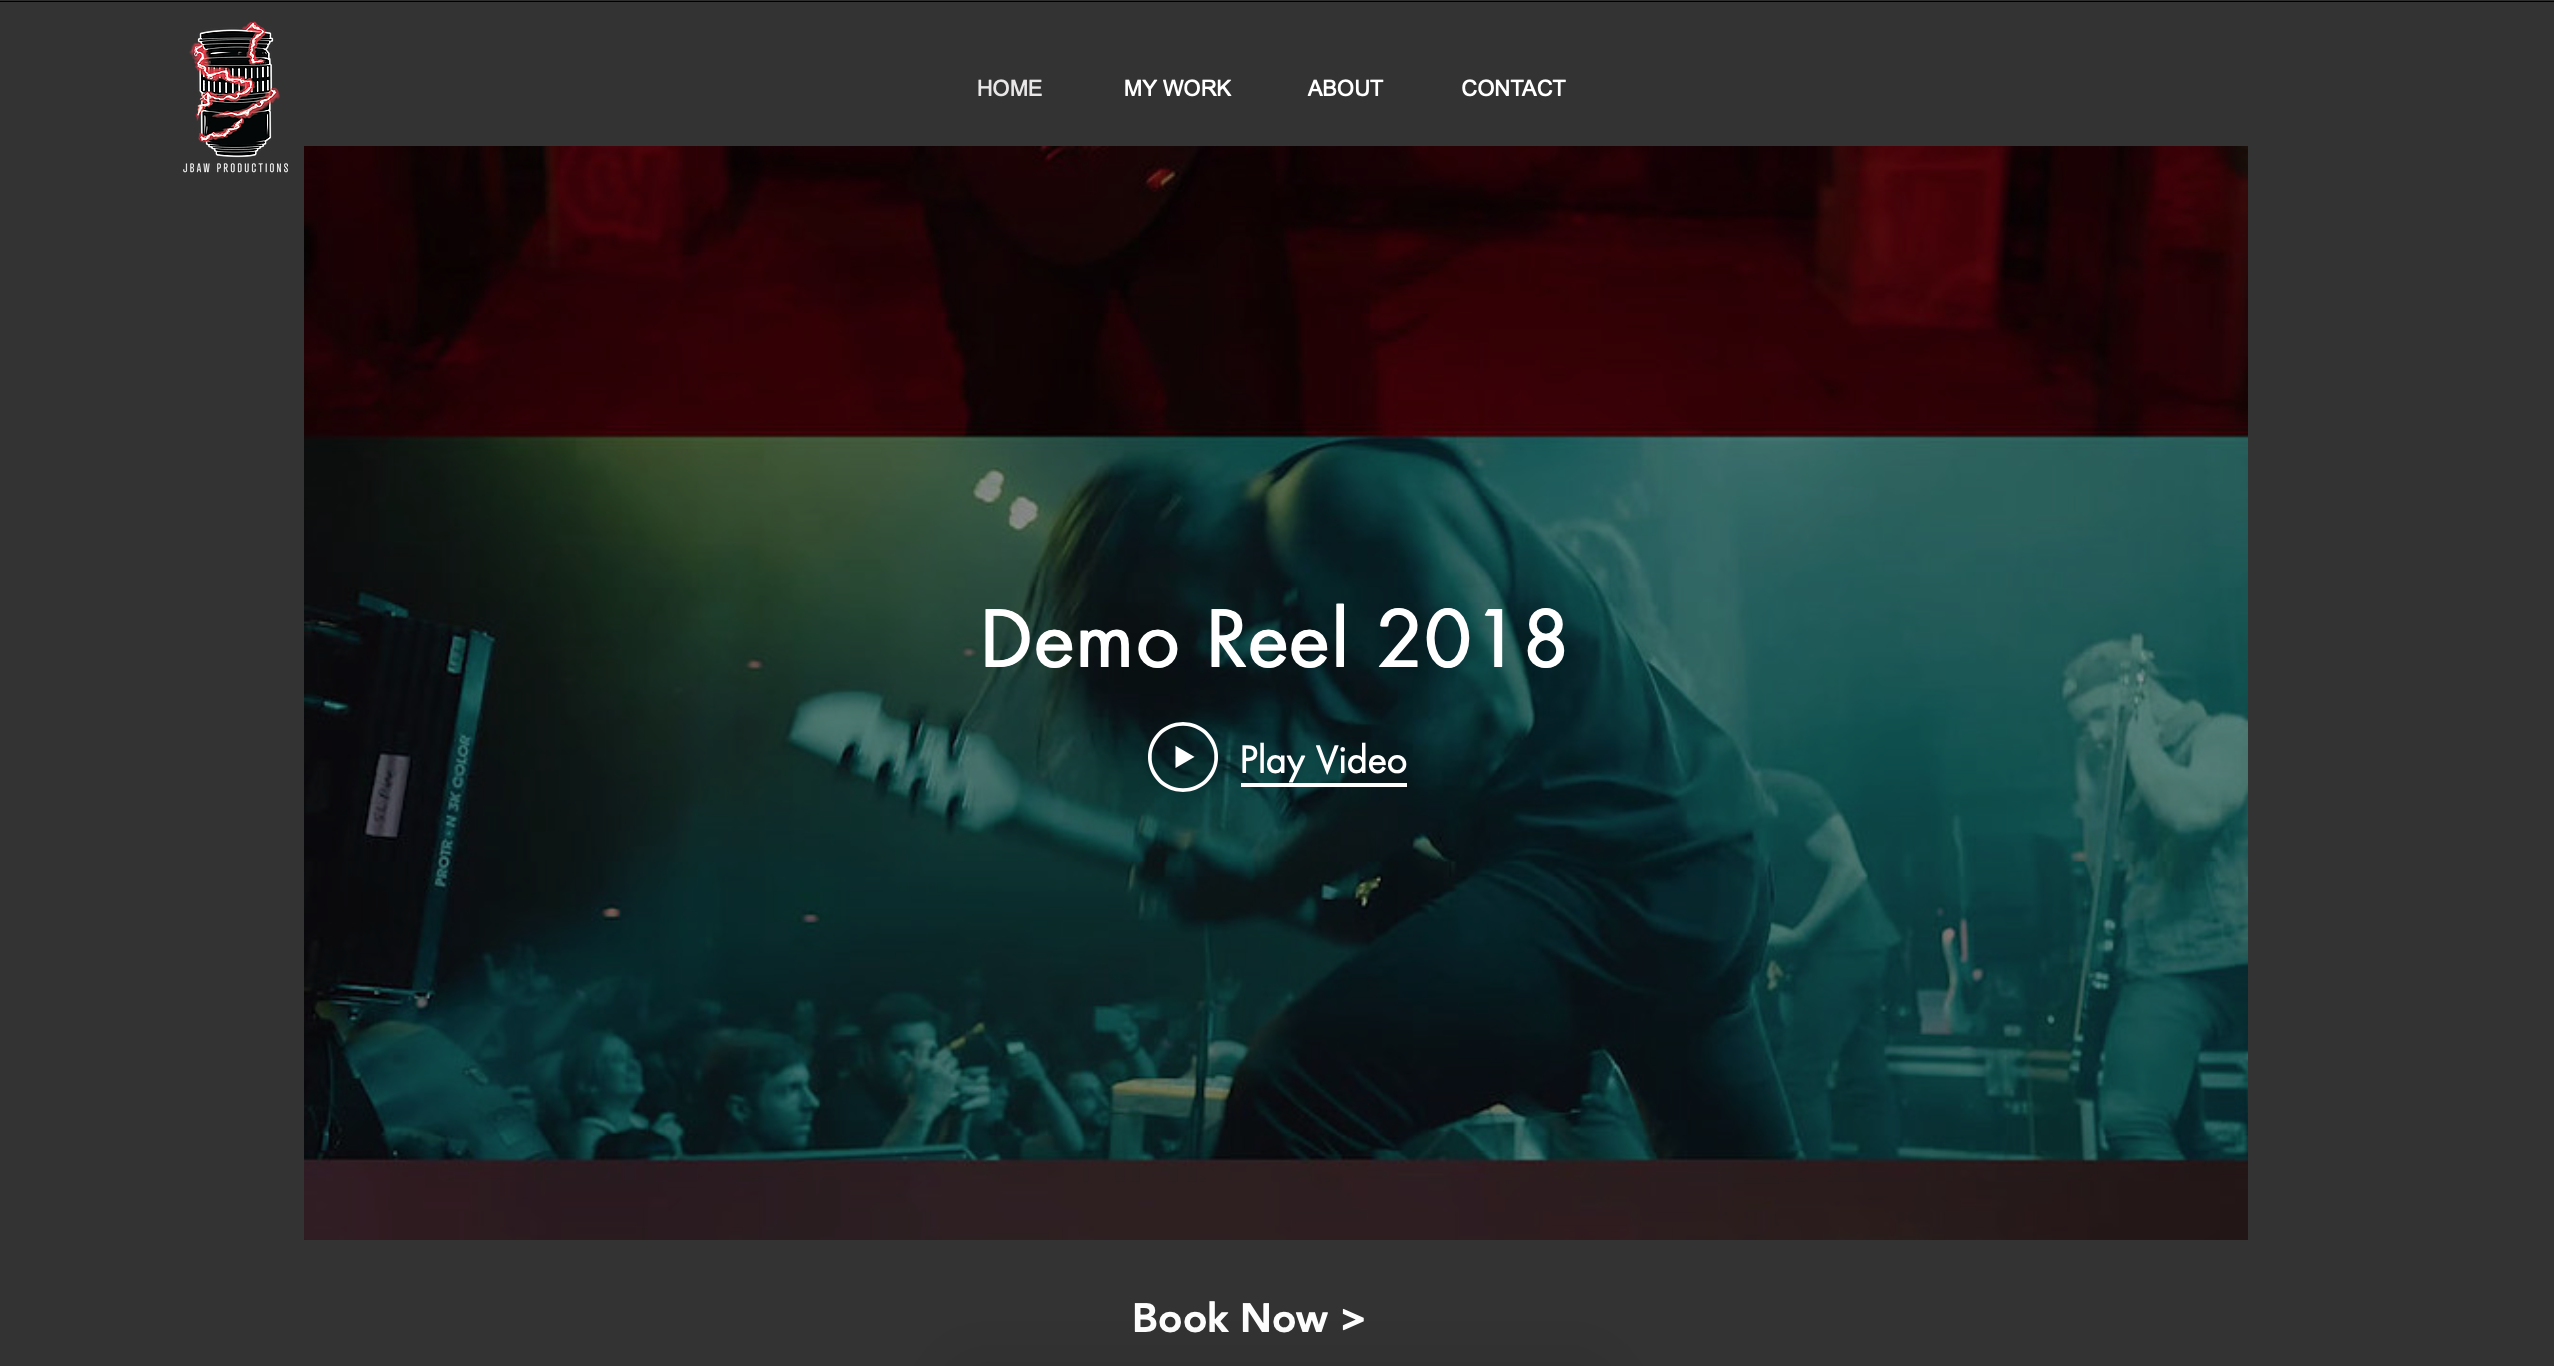 HOME MY WORK ABOUT CONTACT
JBAW PRODUCTIONS
Demo Reel 2018
Play Video
PROTRON 3K COLOR
Book Now >